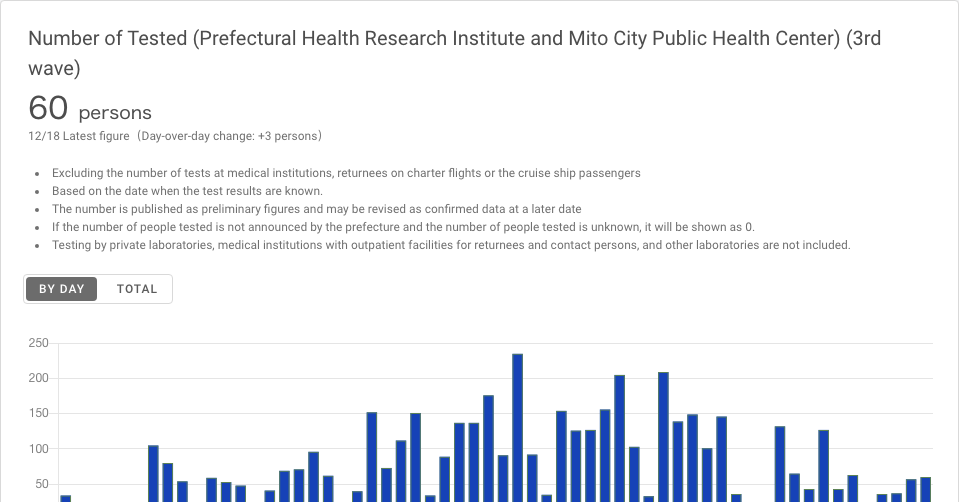 Number of Tested (Prefectural Health Research Institute and Mito City Public Health Center) (3rd
wave)
60 persons
12/18 Latest figure（Day-over-day change: +3 persons）
• Excluding the number of tests at medical institutions, returnees on charter flights or the cruise ship passengers
• Based on the date when the test results are known.
• The number is published as preliminary figures and may be revised as confirmed data at a later date
• If the number of people tested is not announced by the prefecture and the number of people tested is unknown, it will be shown as 0.
• Testing by private laboratories, medical institutions with outpatient facilities for returnees and contact persons, and other laboratories are not included.
BY DAY TOTAL
250
200
150
100
50